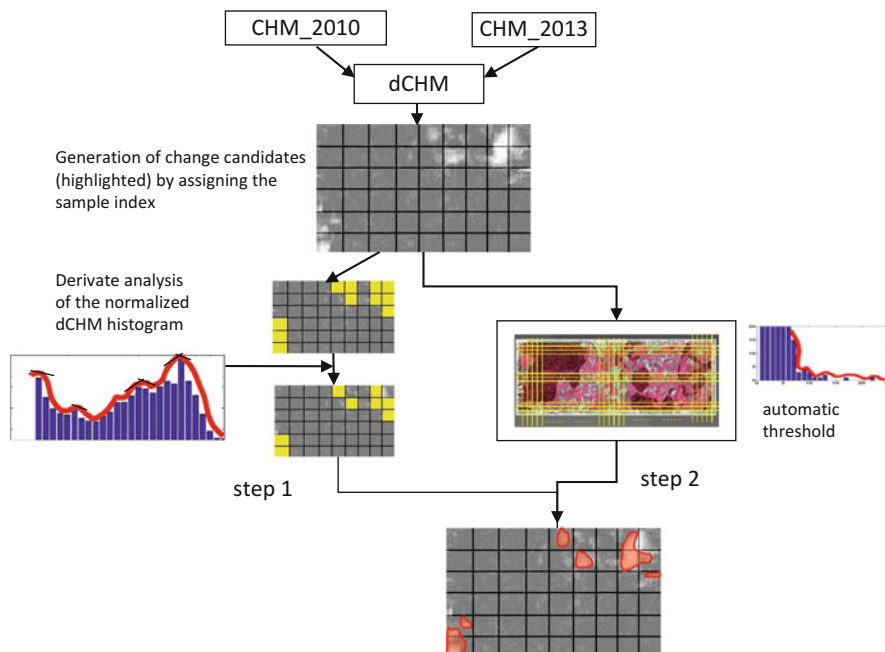 CHM_2010
CHM_2013
dCHM
Generation of change candidates
(highlighted) by assigning the
sample index
Derivate analysis
of the normalized
dCHM histogram
automatic
threshold
step 1
step 2